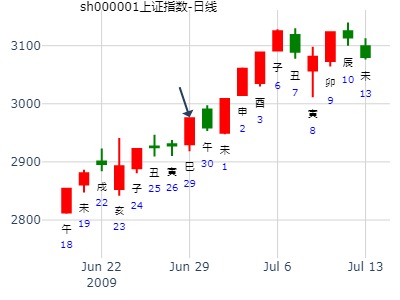 sh000001上证指数-日线
3100
3000
2900
2800
午
18
未
19
戌
22
亥
23
子
24
丑
25
寅
26
巳
29
午
30
未
1
申
2
酉
3
子
6
丑
7
寅
8
卯
9
辰
10
未
13
Jun 22
2009
Jun 29
Jul 6
Jul 13